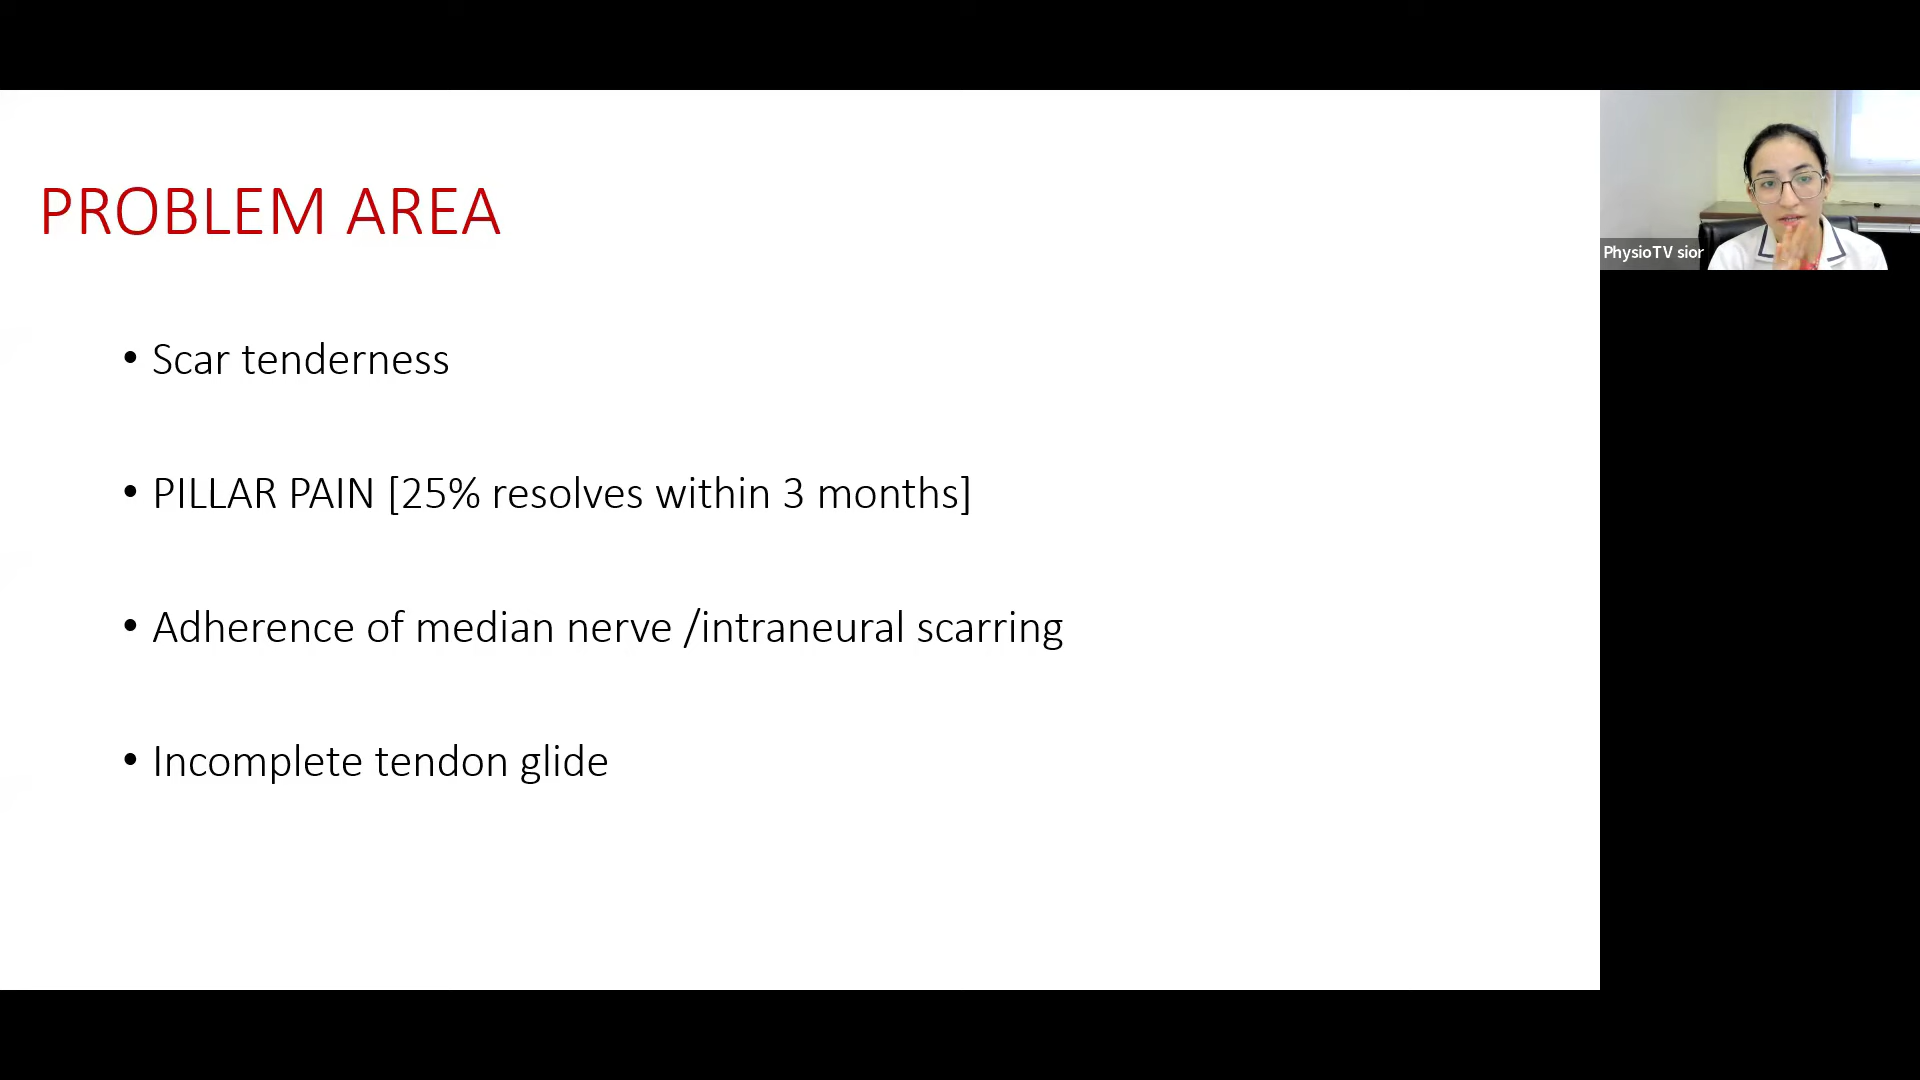 PROBLEM AREA
• Scar tenderness
• PILLAR PAIN [25% resolves within 3 months]
• Adherence of median nerve /intraneural scarring
• Incomplete tendon glide
PhysioTV sior